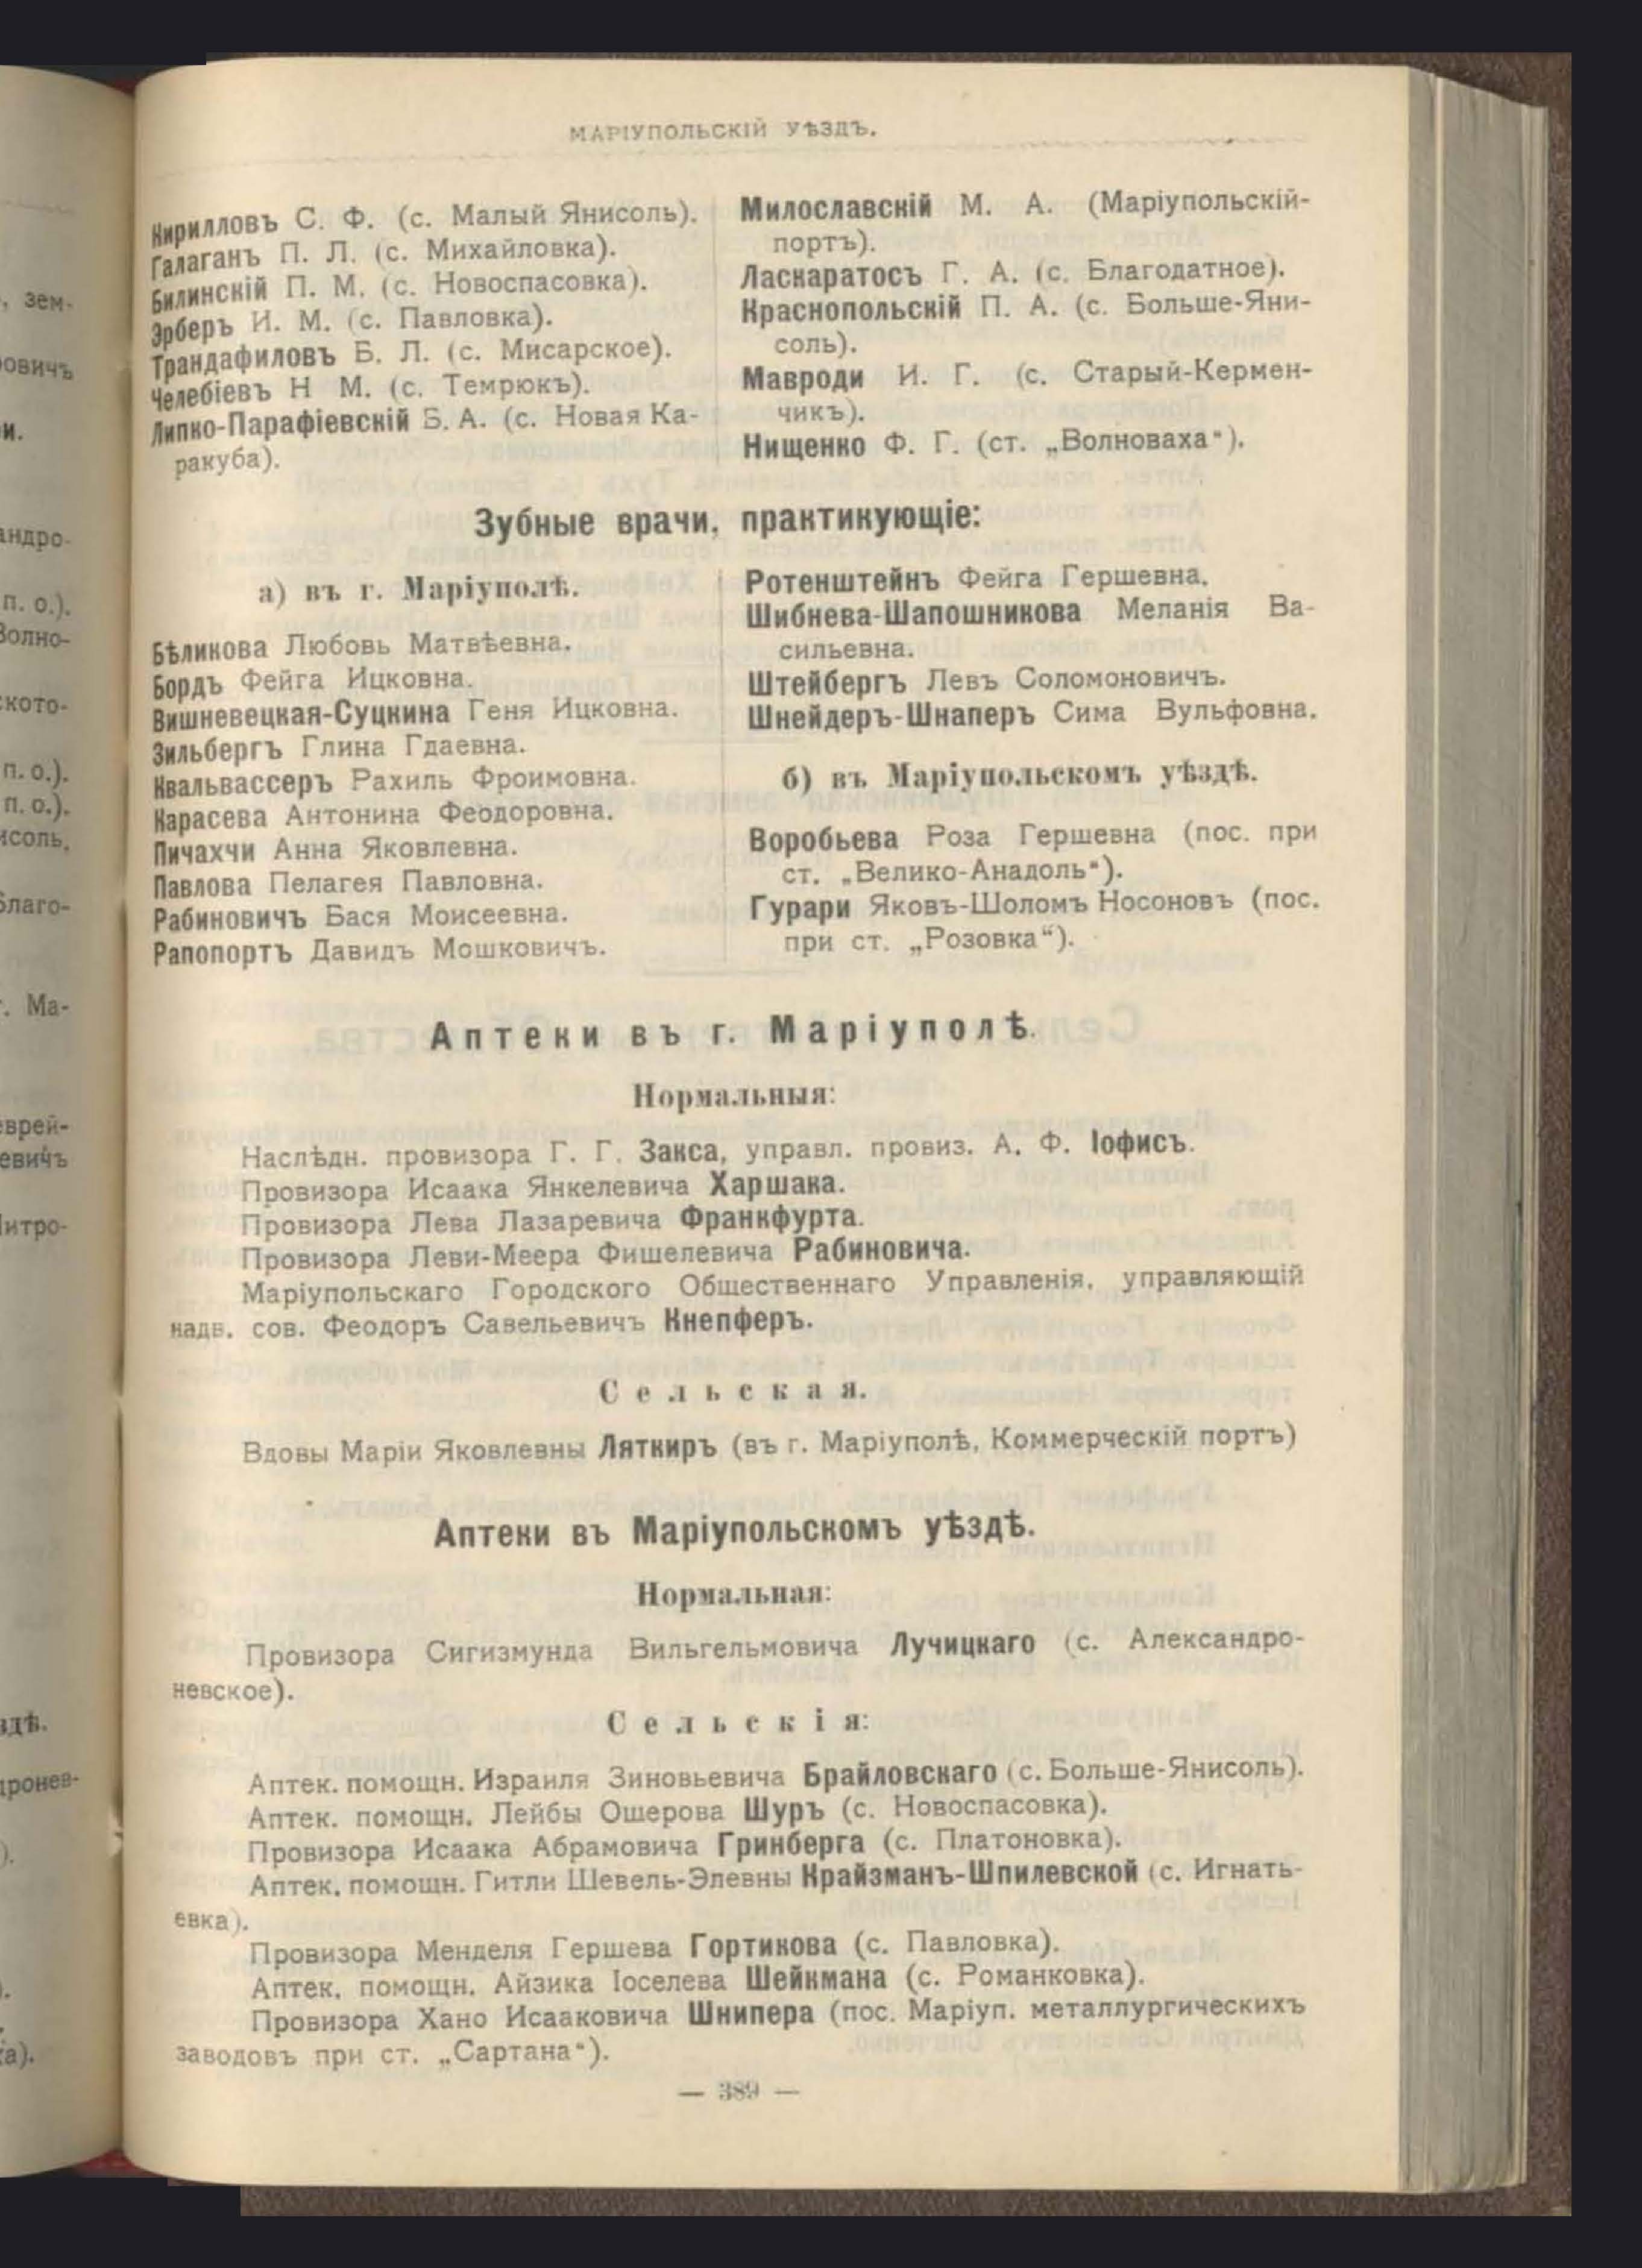 МАРІУПОЛЬСКІЙ УѢЗДЪ.
Кирилловъ С. Ф. (с. Малый Янисоль).
Галаганъ П. Л. (с. Михайловка).
Билинскій П. М. (с. Новоспасовка).
Эрберъ И. М. (с. Павловка).
Трандафиловъ Б. Л. (с. Мисарское).
Челебіевъ Н М. (с. Темрюкъ).
Липко-Парафіевскій Б. А. (с. Новая Ка-
ракуба).
Милославскій М. А. (Маріупольскій-
портъ).
Ласкаратосъ Г. А. (с. Благодатное).
Краснопольскій П. А. (с. Больше-Яни-
соль).
Мавроди И. Г. (с. Старый-Кермен-
чикъ).
Нищенко Ф. Г. (ст. „Волноваха“).
Зубные врачи, практикующіе:
а) въ г. Маріуполѣ.
Бѣликова Любовь Матвѣевна.
Бордъ Фейга Ицковна.
Вишневецкая-Суцкина Геня Ицковна.
Зильбергъ Глина Гдаевна.
Квальвассеръ Рахиль Фроимовна.
Карасева Антонина Феодоровна.
Пичахчи Анна Яковлевна.
Павлова Пелагея Павловна.
Рабиновичъ Бася Моисеевна.
Рапопортъ Давидъ Мошковичъ.
Ротенштейнъ Фейга Гершевна.
Шибнева-Шапошникова Меланія Ва-
сильевна.
Штейбергъ Левъ Соломоновичъ.
Шнейдеръ-Шнаперъ Сима Вульфовна.
б) въ Маріупольскомъ уѣздѣ.
Воробьева Роза Гершевна (пос. при
ст. „Велико-Анадоль“).
Гурари Яковъ-Шоломъ Носоновъ (пос.
при ст. „Розовка“).
Аптеки въ г. Маріуполѣ.
Нормальныя:
Наслѣдн. провизора Г. Г. Закса, управл. провиз. А. Ф. Іофисъ.
Провизора Исаака Янкелевича Харшака.
Провизора Лева Лазаревича Франкфурта.
Провизора Леви-Меера Фишелевича Рабиновича.
Маріупольскаго Городского Общественнаго Управленія, управляющій
надв. сов. Феодоръ Савельевичъ Кнепферъ.
Сельская.
Вдовы Маріи Яковлевны Ляткиръ (въ г. Маріуполѣ, Коммерческій портъ)
Аптеки въ Маріупольскомъ уѣздѣ.
Нормальная:
Провизора Сигизмунда Вильгельмовича Лучицкаго (с. Александро-
невское).
Сельскія:
Аптек. помощн. Израиля Зиновьевича Брайловскаго (с. Больше-Янисоль).
Аптек. помощн. Лейбы Ошерова Шуръ (с. Новоспасовка).
Провизора Исаака Абрамовича Гринберга (с. Платоновка).
Аптек. помощн. Гитли Шевель-Элевны Крайзманъ-Шпилевской (с. Игнать-
евка).
Провизора Менделя Гершева Гортикова (с. Павловка).
Аптек. помощн. Айзика Іоселева Шейкмана (с. Романковка).
Провизора Хано Исааковича Шнипера (пос. Маріуп. металлургическихъ
заводовъ при ст. „Сартана“).
— 389 —